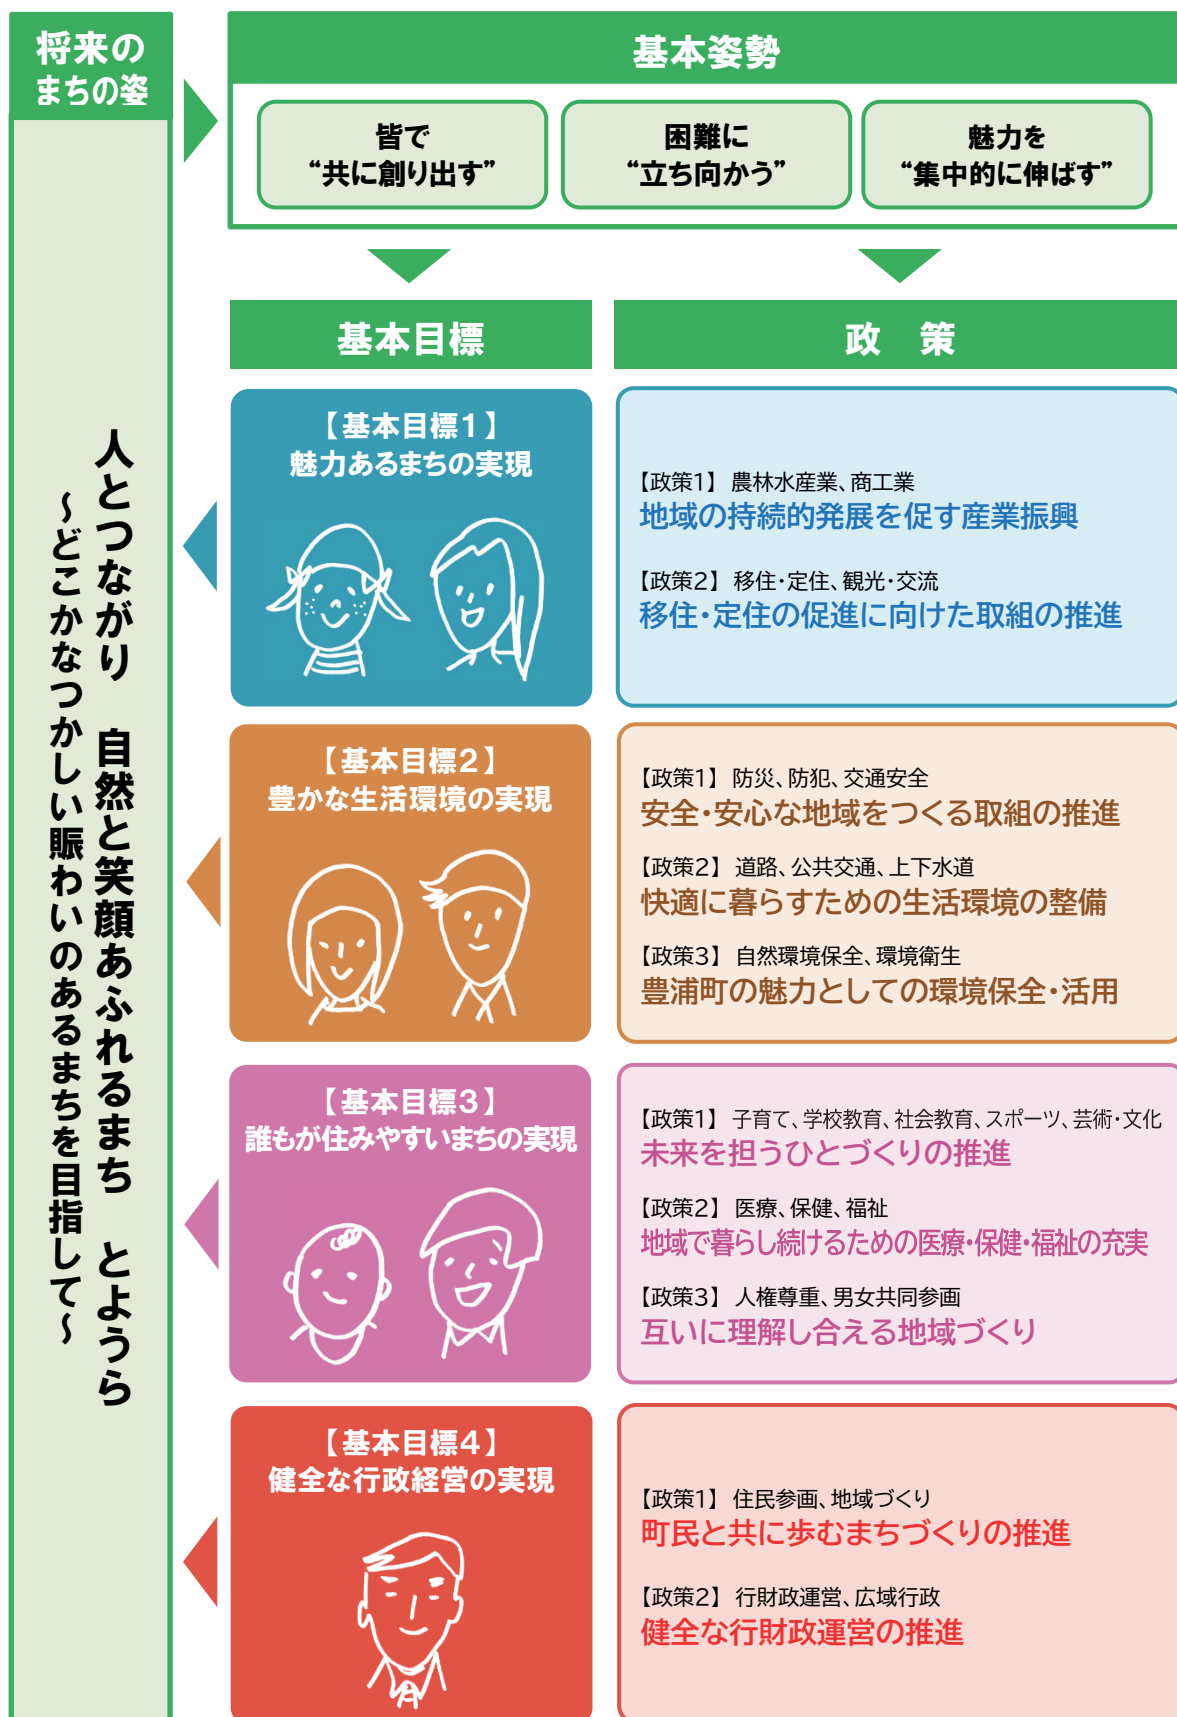 将来の
まちの姿
人とつながり　自然と笑顔あふれるまち　とようら
～どこかなつかしい賑わいのあるまちを目指して～
基本姿勢
皆で
“共に創り出す”
困難に
“立ち向かう”
魅力を
“集中的に伸ばす”
基本目標
政　策
【基本目標1】
魅力あるまちの実現
【政策1】 農林水産業、商工業
地域の持続的発展を促す産業振興
【政策2】 移住・定住、観光・交流
移住・定住の促進に向けた取組の推進
【基本目標2】
豊かな生活環境の実現
【政策1】 防災、防犯、交通安全
安全・安心な地域をつくる取組の推進
【政策2】 道路、公共交通、上下水道
快適に暮らすための生活環境の整備
【政策3】 自然環境保全、環境衛生
豊浦町の魅力としての環境保全・活用
【基本目標3】
誰もが住みやすいまちの実現
【政策1】 子育て、学校教育、社会教育、スポーツ、芸術・文化
未来を担うひとづくりの推進
【政策2】 医療、保健、福祉
地域で暮らし続けるための医療・保健・福祉の充実
【政策3】 人権尊重、男女共同参画
互いに理解し合える地域づくり
【基本目標4】
健全な行政経営の実現
【政策1】 住民参画、地域づくり
町民と共に歩むまちづくりの推進
【政策2】 行財政運営、広域行政
健全な行財政運営の推進